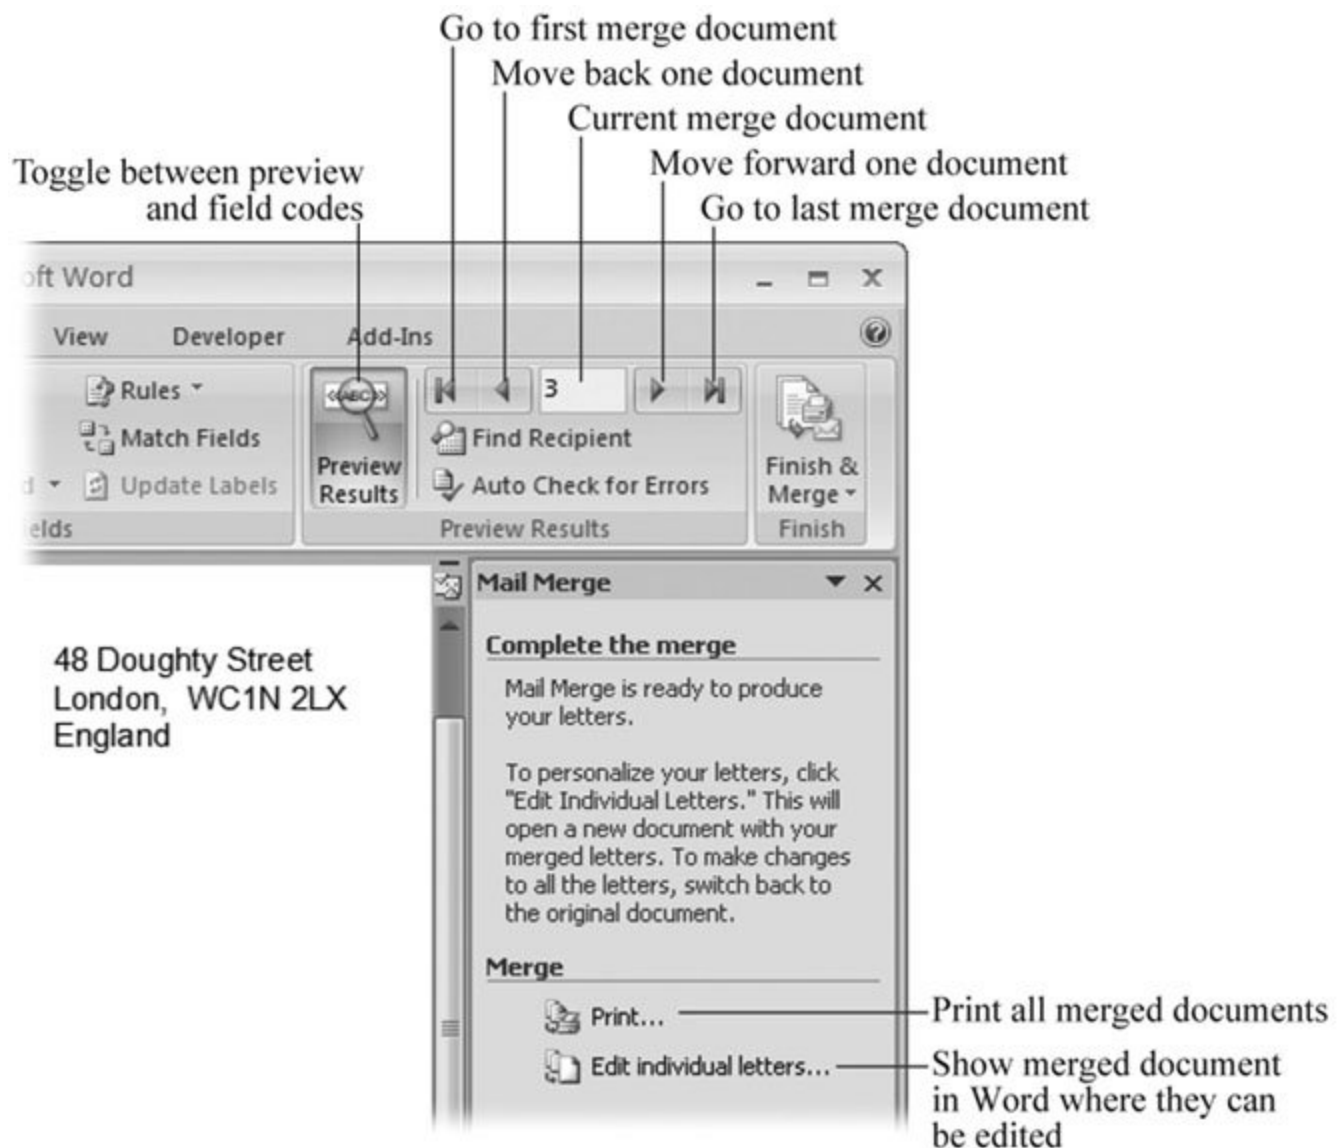 Go to first merge document
Move back one document
Current merge document
Move forward one document
Go to last merge document
Toggle between preview
and field codes
oft Word
View Developer Add-Ins
Rules
Match Fields
Update Labels
elds
Preview
Results
3
Find Recipient
Auto Check for Errors
Preview Results
Finish &
Merge
Finish
48 Doughty Street
London, WC1N 2LX
England
Mail Merge
Complete the merge
Mail Merge is ready to produce
your letters.
To personalize your letters, click
"Edit Individual Letters." This will
open a new document with your
merged letters. To make changes
to all the letters, switch back to
the original document.
Merge
Print...
Edit individual letters...
Print all merged documents
Show merged document
in Word where they can
be edited